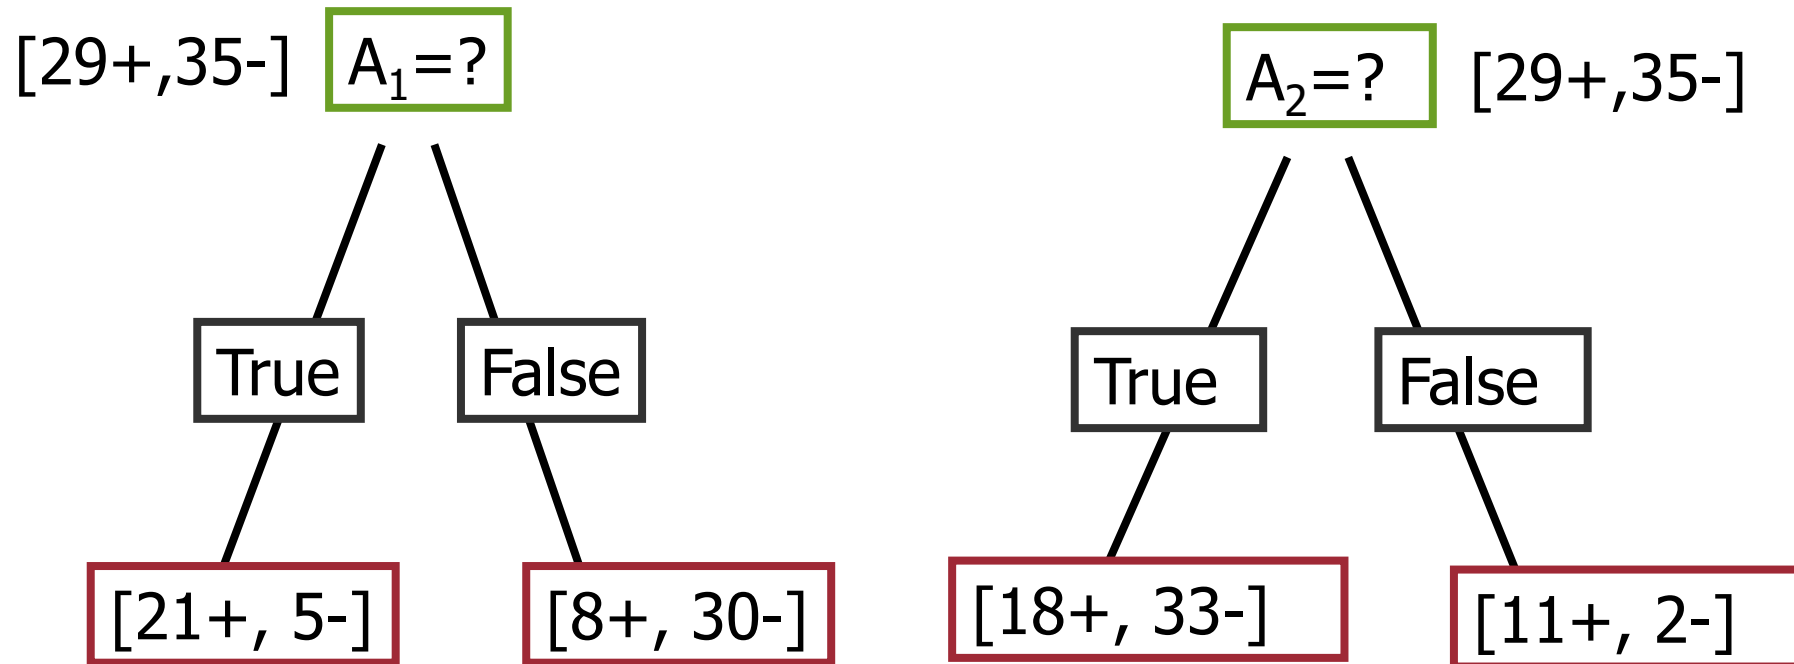 [29+,35-]
A₁=?
True
False
[21+, 5-]
[8+, 30-]
A₂=?
[29+,35-]
True
False
[18+, 33-]
[11+, 2-]